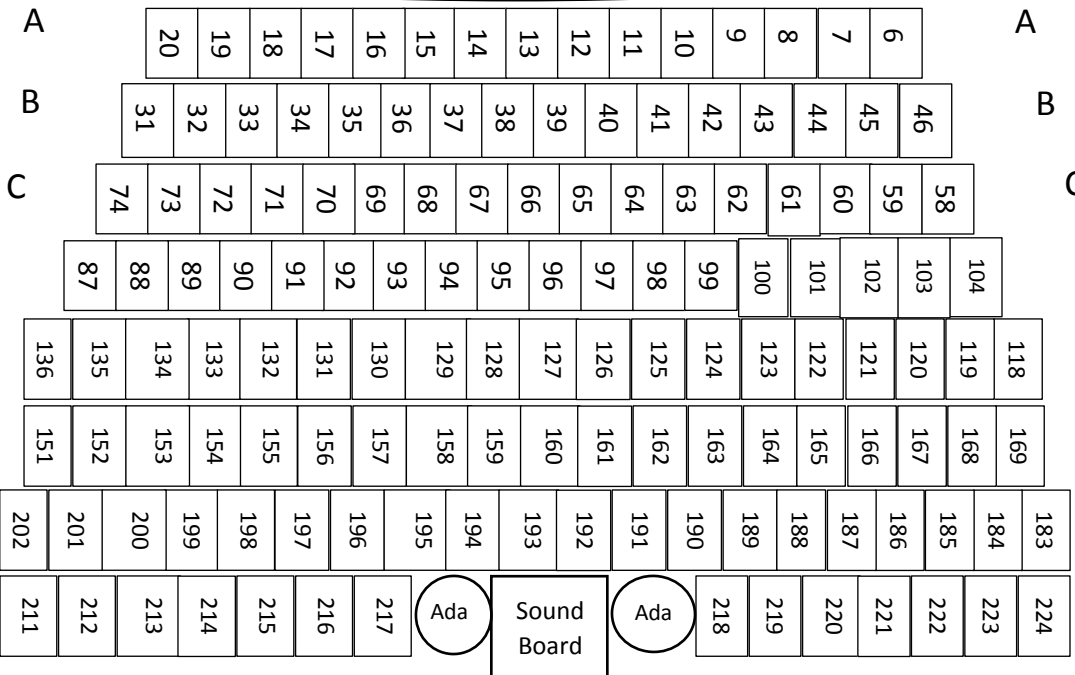 A 20 19 18 17 16 15 14 13 12 11 10 9 8 7 6 A
B 31 32 33 34 35 36 37 38 39 40 41 42 43 44 45 46 B
C 74 73 72 71 70 69 68 67 66 65 64 63 62 61 60 59 58
87 88 89 90 91 92 93 94 95 96 97 98 99 100 101 102 103 104
136 135 134 133 132 131 130 129 128 127 126 125 124 123 122 121 120 119 118
151 152 153 154 155 156 157 158 159 160 161 162 163 164 165 166 167 168 169
202 201 200 199 198 197 196 195 194 193 192 191 190 189 188 187 186 185 184 183
211 212 213 214 215 216 217 Ada Sound Ada 218 219 220 221 222 223 224
Board